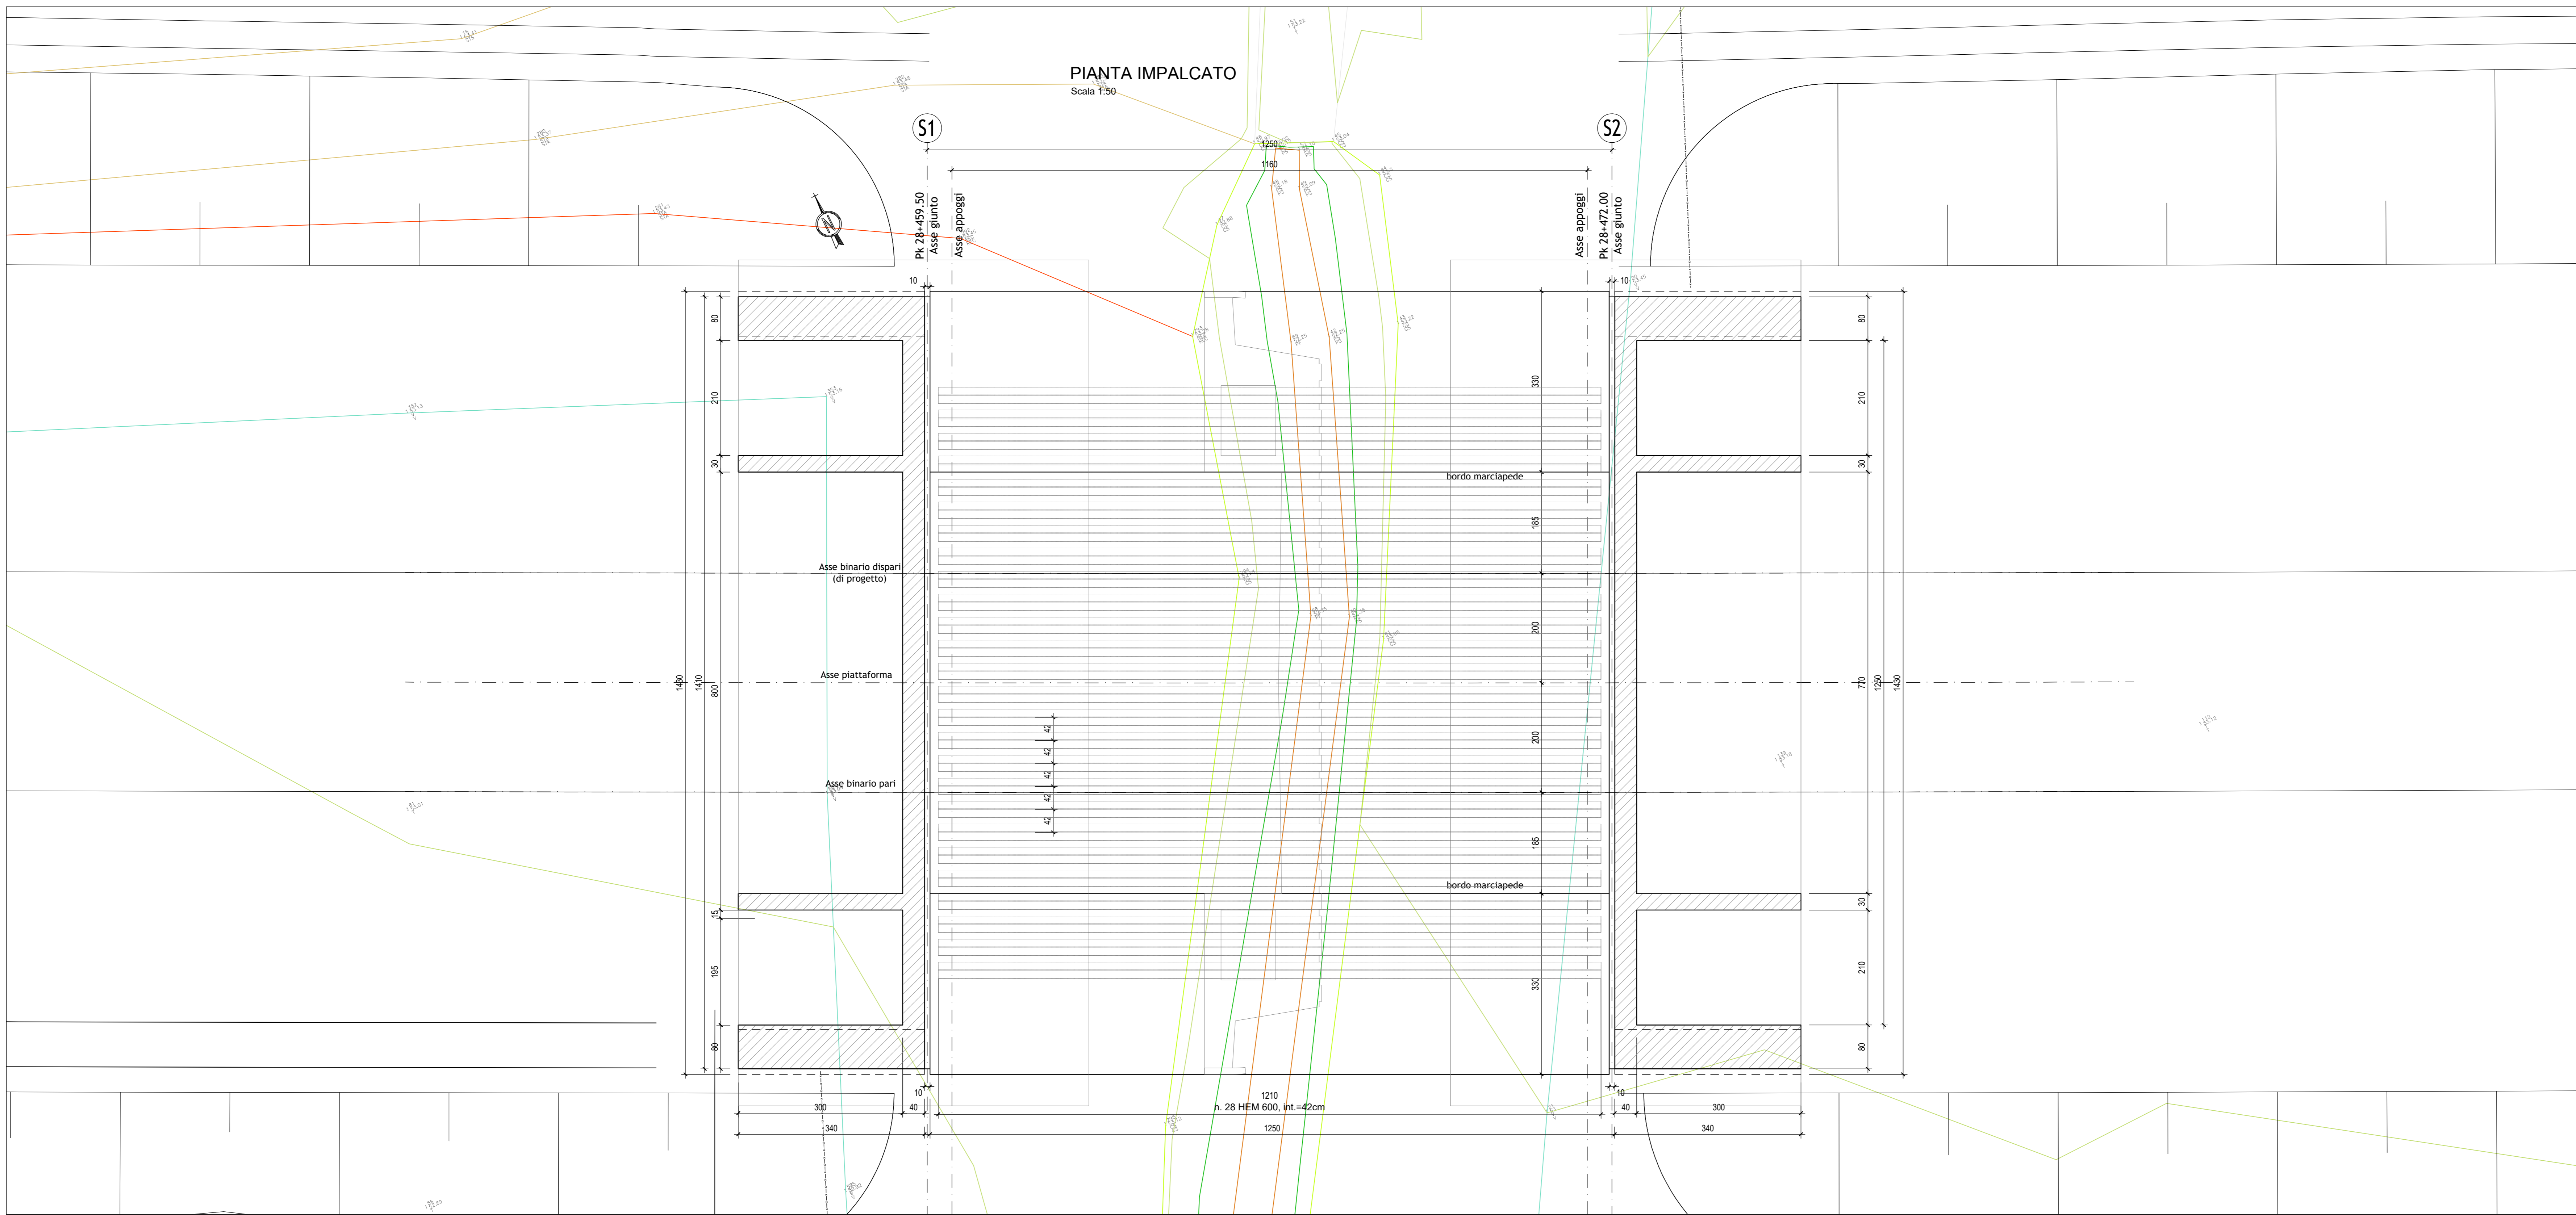 PIANTA IMPALCATO
Scala 1:50
S1
S2
1250
1160
Pk 28+459.50
Asse giunto
Asse appoggi
Asse appoggi
Pk 28+472.00
Asse giunto
10
10
80
210
30
800
15
195
80
1430
1410
330
185
200
200
185
330
80
210
30
770
30
210
80
1250
1430
bordo marciapede
Asse binario dispari
(di progetto)
Asse piattaforma
42
42
42
42
42
Asse binario pari
bordo marciapede
10
10
300
40
1210
n. 28 HEM 600, int.=42cm
40
300
340
1250
340